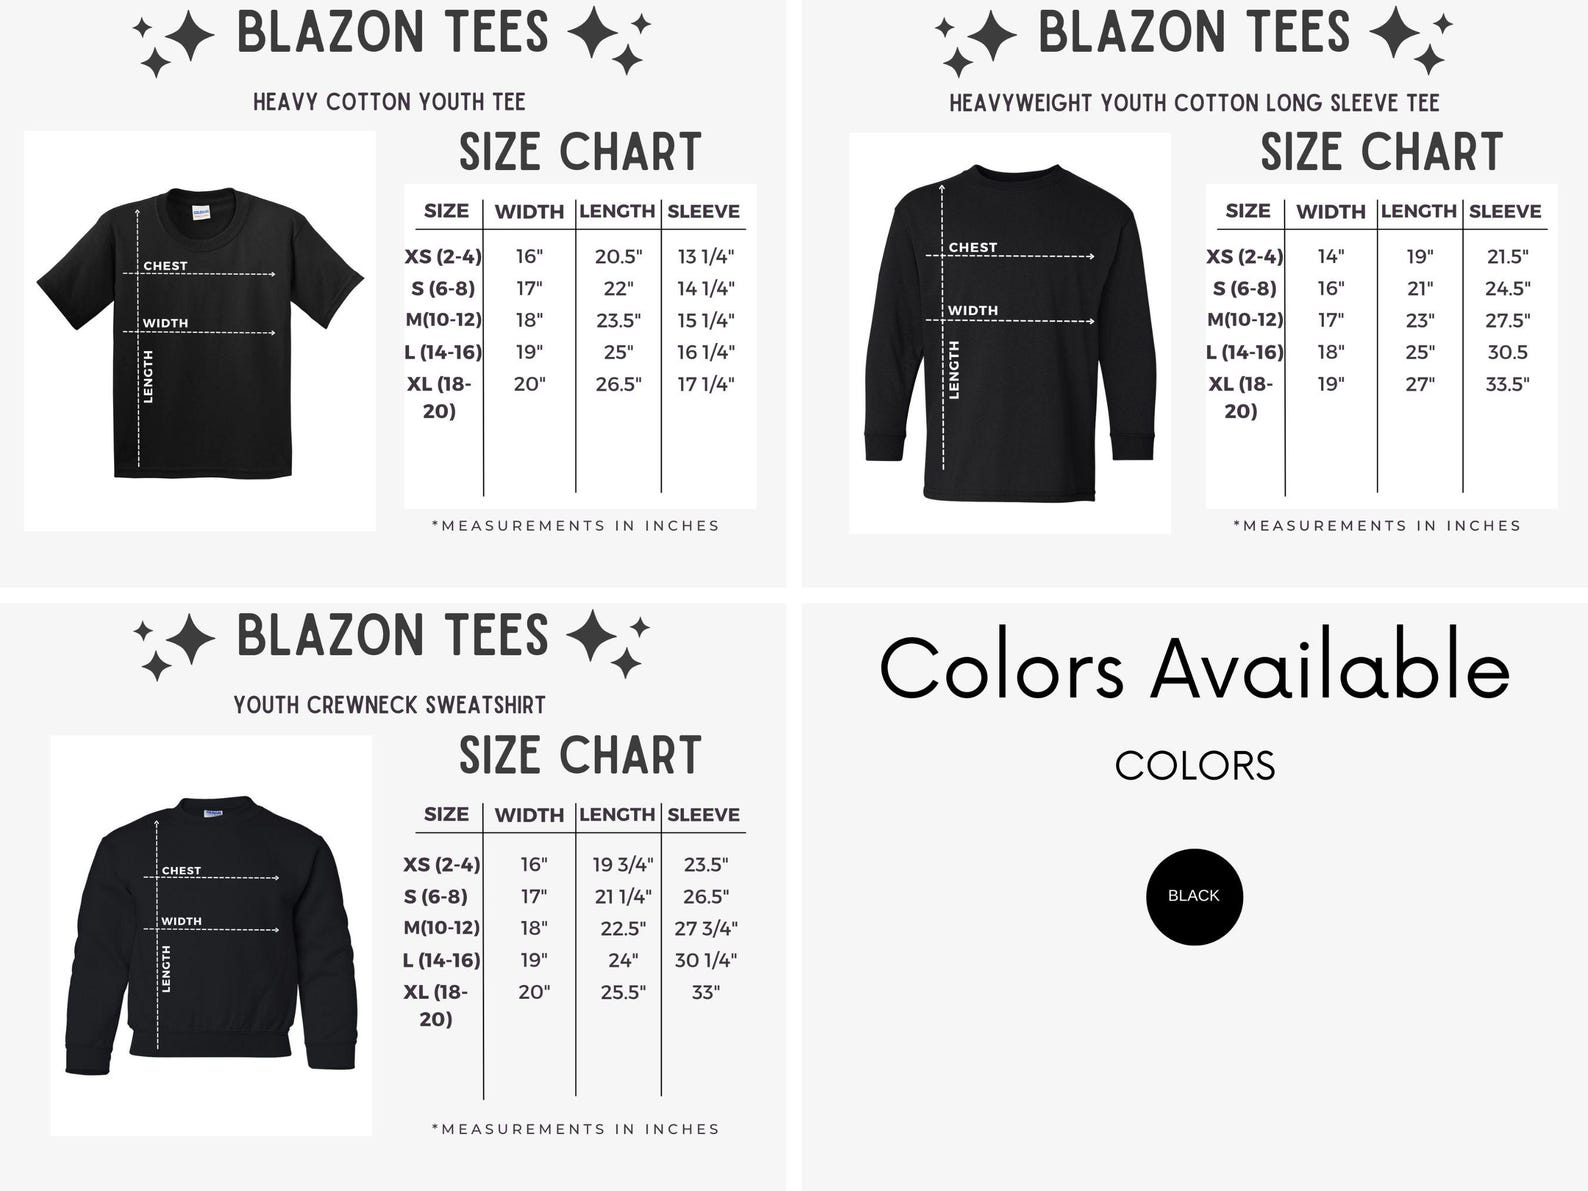 BLAZON TEES
HEAVY COTTON YOUTH TEE
CHEST
WIDTH
LENGTH
SIZE CHART
SIZE WIDTH LENGTH SLEEVE
XS (2-4) 16" 20.5" 13 1/4"
S (6-8) 17" 22" 14 1/4"
M(10-12) 18" 23.5" 15 1/4"
L (14-16) 19" 25" 16 1/4"
XL (18- 20" 26.5" 17 1/4"
20)
*MEASUREMENTS IN INCHES
BLAZON TEES
HEAVYWEIGHT YOUTH COTTON LONG SLEEVE TEE
CHEST
WIDTH
LENGTH
SIZE CHART
SIZE WIDTH LENGTH SLEEVE
XS (2-4) 14" 19" 21.5"
S (6-8) 16" 21" 24.5"
M(10-12) 17" 23" 27.5"
L (14-16) 18" 25" 30.5
XL (18- 19" 27" 33.5"
20)
*MEASUREMENTS IN INCHES
BLAZON TEES
YOUTH CREWNECK SWEATSHIRT
CHEST
WIDTH
LENGTH
SIZE CHART
SIZE WIDTH LENGTH SLEEVE
XS (2-4) 16" 19 3/4" 23.5"
S (6-8) 17" 21 1/4" 26.5"
M(10-12) 18" 22.5" 27 3/4"
L (14-16) 19" 24" 30 1/4"
XL (18- 20" 25.5" 33"
20)
*MEASUREMENTS IN INCHES
Colors Available
COLORS
BLACK